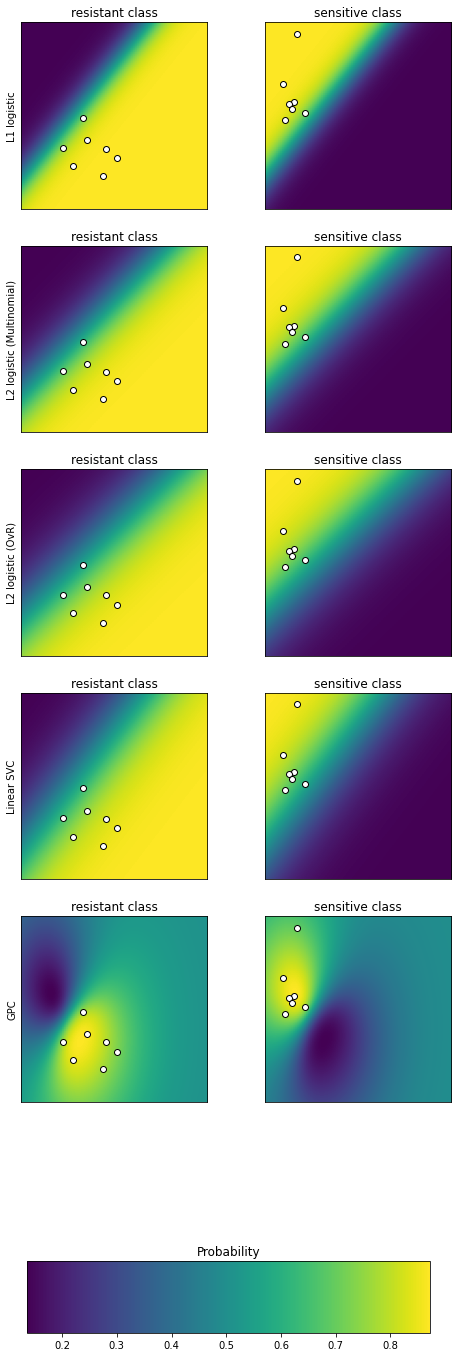 resistant class
sensitive class
L1 logistic
resistant class
sensitive class
L2 logistic (Multinomial)
resistant class
sensitive class
L2 logistic (OvR)
resistant class
sensitive class
Linear SVC
resistant class
sensitive class
GPC
Probability
0.2 0.3 0.4 0.5 0.6 0.7 0.8